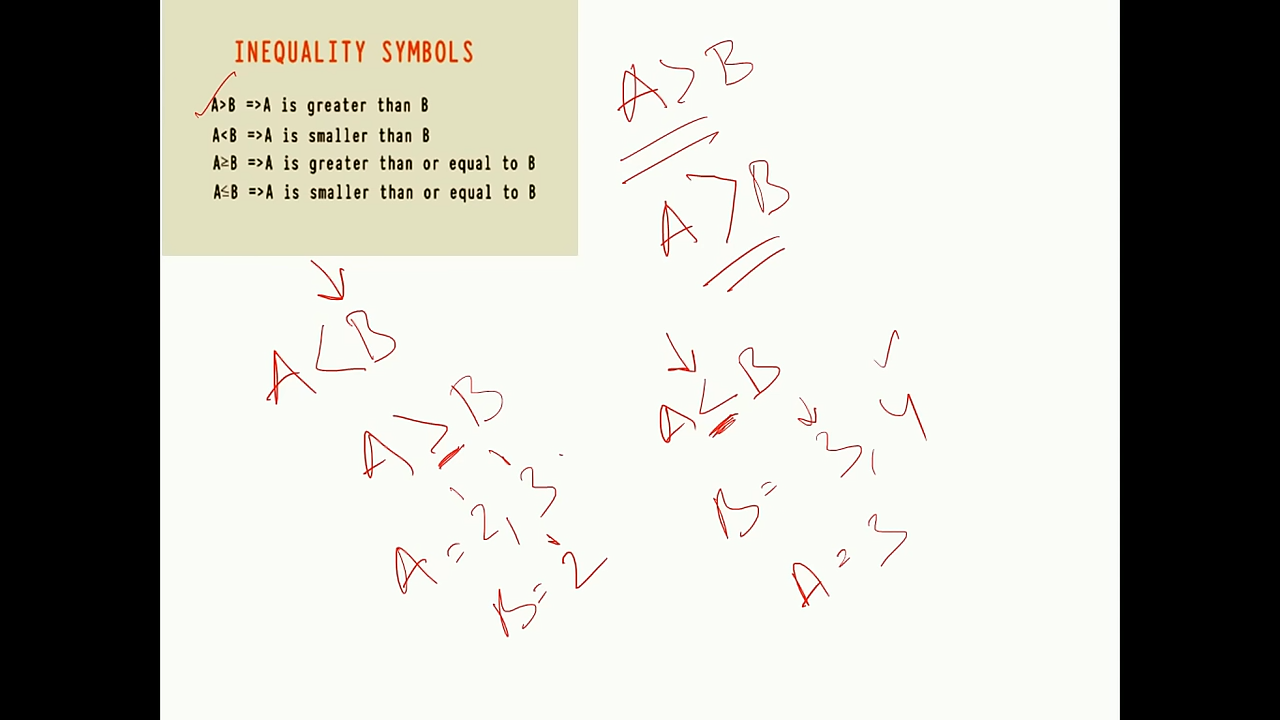 INEQUALITY SYMBOLS
A>B =>A is greater than B
A<B =>A is smaller than B
A≥B =>A is greater than or equal to B
A≤B =>A is smaller than or equal to B
A>B
A>B
A<B
A≥B
A = 2, 3
B = 2
A≤B
B = 3, 4
A = 3